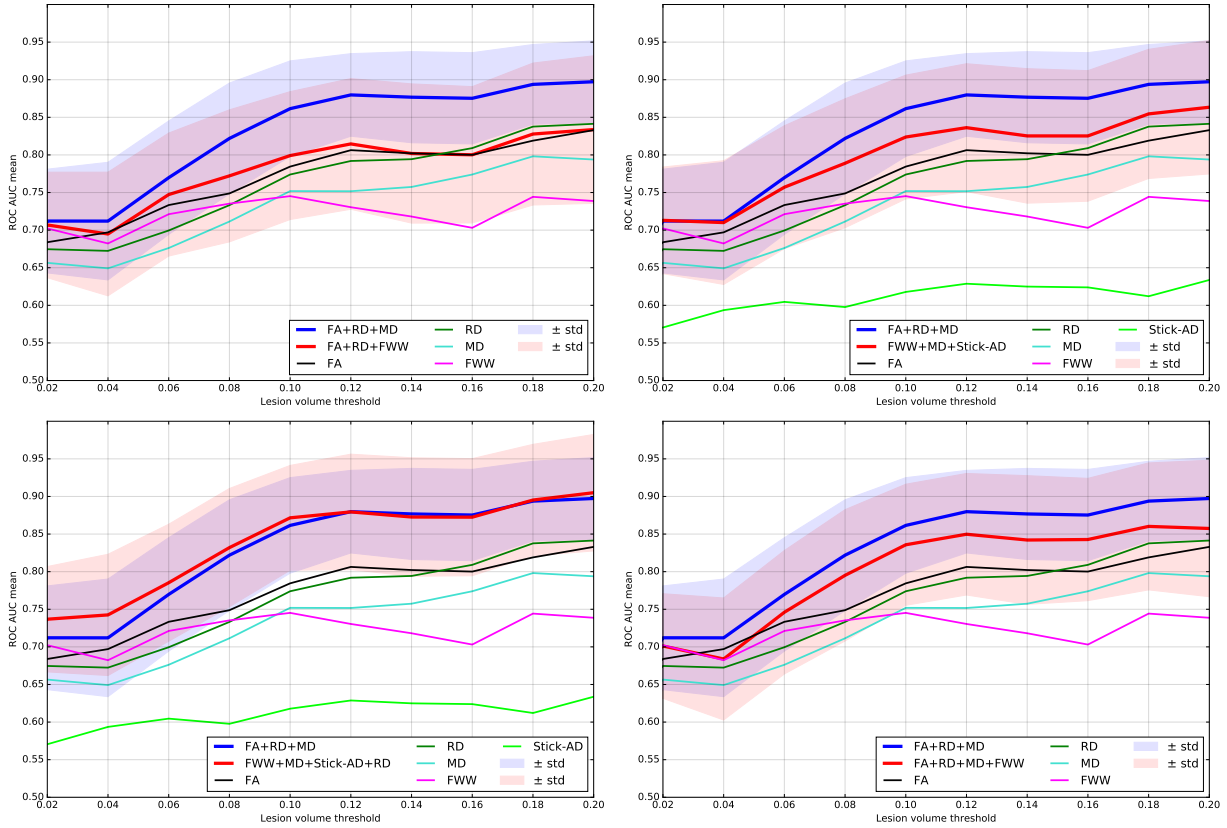 0.95
0.90
0.85
0.80
0.75
0.70
0.65
0.60
0.55
0.50
ROC AUC mean
FA+RD+MD RD ± std
FA+RD+FWW MD ± std
FA FWW
0.02 0.04 0.06 0.08 0.10 0.12 0.14 0.16 0.18 0.20
Lesion volume threshold
0.95
0.90
0.85
0.80
0.75
0.70
0.65
0.60
0.55
0.50
ROC AUC mean
FA+RD+MD RD Stick-AD
FWW+MD+Stick-AD MD ± std
FA FWW ± std
0.02 0.04 0.06 0.08 0.10 0.12 0.14 0.16 0.18 0.20
Lesion volume threshold
0.95
0.90
0.85
0.80
0.75
0.70
0.65
0.60
0.55
0.50
ROC AUC mean
FA+RD+MD RD Stick-AD
FWW+MD+Stick-AD+RD MD ± std
FA FWW ± std
0.02 0.04 0.06 0.08 0.10 0.12 0.14 0.16 0.18 0.20
Lesion volume threshold
0.95
0.90
0.85
0.80
0.75
0.70
0.65
0.60
0.55
0.50
ROC AUC mean
FA+RD+MD RD ± std
FA+RD+MD+FWW MD ± std
FA FWW
0.02 0.04 0.06 0.08 0.10 0.12 0.14 0.16 0.18 0.20
Lesion volume threshold